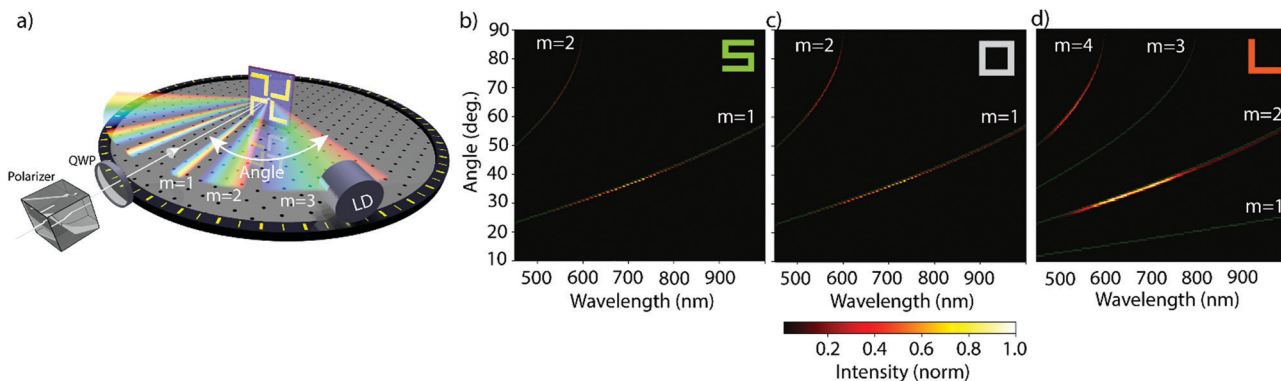 a)
QWP
Polarizer
m=1
m=2
m=3
Angle
LD
b)
90
80
70
60
50
40
30
20
10
Angle (deg.)
m=2
m=1
500 600 700 800 900
Wavelength (nm)
c)
m=2
m=1
500 600 700 800 900
Wavelength (nm)
d)
m=4
m=3
m=2
m=1
500 600 700 800 900
Wavelength (nm)
0.2 0.4 0.6 0.8 1.0
Intensity (norm)